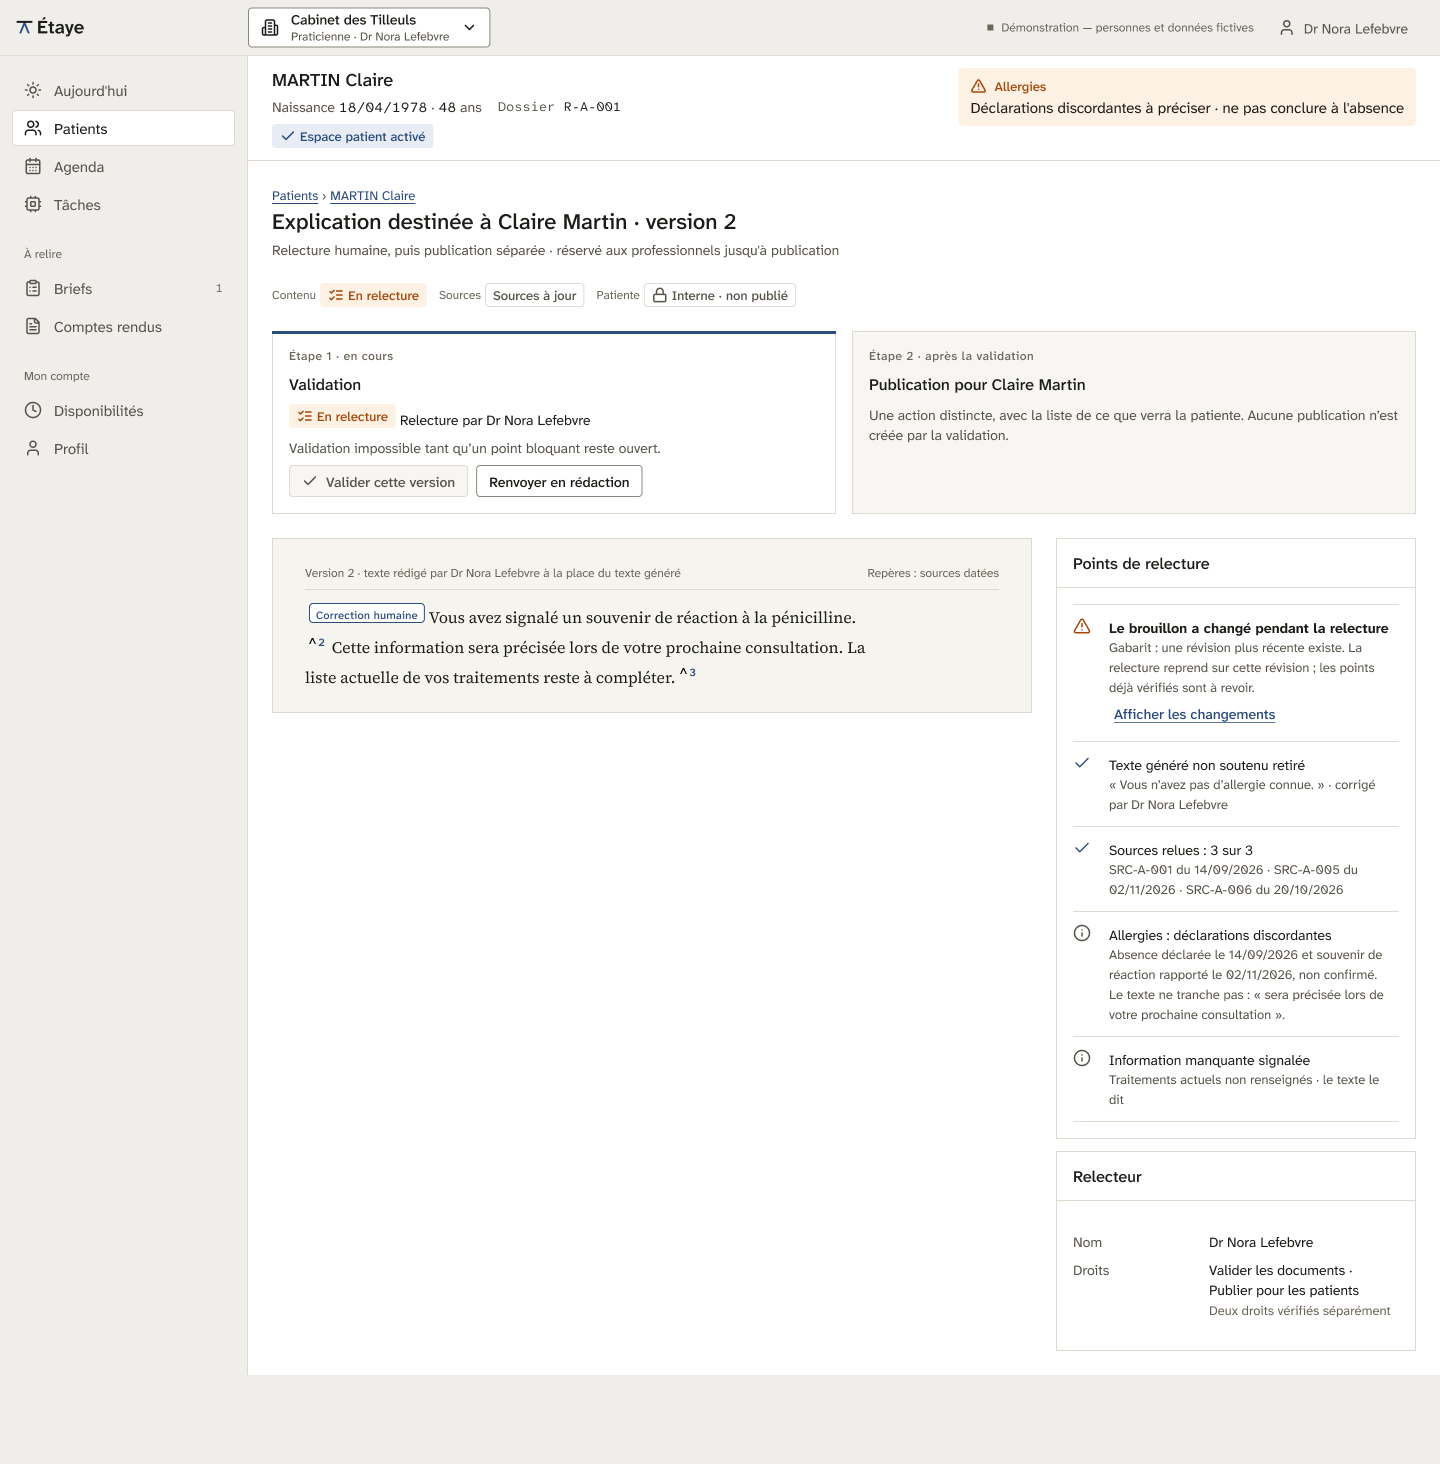 Étaye
Cabinet des Tilleuls
Praticienne · Dr Nora Lefebvre
Démonstration — personnes et données fictives
Dr Nora Lefebvre
Aujourd'hui
Patients
Agenda
Tâches
À relire
Briefs 1
Comptes rendus
Mon compte
Disponibilités
Profil
MARTIN Claire
Naissance 18/04/1978 · 48 ans Dossier R-A-001
Espace patient activé
Allergies
Déclarations discordantes à préciser · ne pas conclure à l'absence
Patients › MARTIN Claire
Explication destinée à Claire Martin · version 2
Relecture humaine, puis publication séparée · réservé aux professionnels jusqu'à publication
Contenu En relecture Sources Sources à jour Patiente Interne · non publié
Étape 1 · en cours
Validation
En relecture Relecture par Dr Nora Lefebvre
Validation impossible tant qu’un point bloquant reste ouvert.
Valider cette version Renvoyer en rédaction
Étape 2 · après la validation
Publication pour Claire Martin
Une action distincte, avec la liste de ce que verra la patiente. Aucune publication n’est
créée par la validation.
Version 2 · texte rédigé par Dr Nora Lefebvre à la place du texte généré Repères : sources datées
Correction humaine Vous avez signalé un souvenir de réaction à la pénicilline.
^2 Cette information sera précisée lors de votre prochaine consultation. La
liste actuelle de vos traitements reste à compléter. ^3
Points de relecture
Le brouillon a changé pendant la relecture
Gabarit : une révision plus récente existe. La
relecture reprend sur cette révision ; les points
déjà vérifiés sont à revoir.
Afficher les changements
Texte généré non soutenu retiré
« Vous n’avez pas d’allergie connue. » · corrigé
par Dr Nora Lefebvre
Sources relues : 3 sur 3
SRC-A-001 du 14/09/2026 · SRC-A-005 du
02/11/2026 · SRC-A-006 du 20/10/2026
Allergies : déclarations discordantes
Absence déclarée le 14/09/2026 et souvenir de
réaction rapporté le 02/11/2026, non confirmé.
Le texte ne tranche pas : « sera précisée lors de
votre prochaine consultation ».
Information manquante signalée
Traitements actuels non renseignés · le texte le
dit
Relecteur
Nom Dr Nora Lefebvre
Droits Valider les documents ·
Publier pour les patients
Deux droits vérifiés séparément